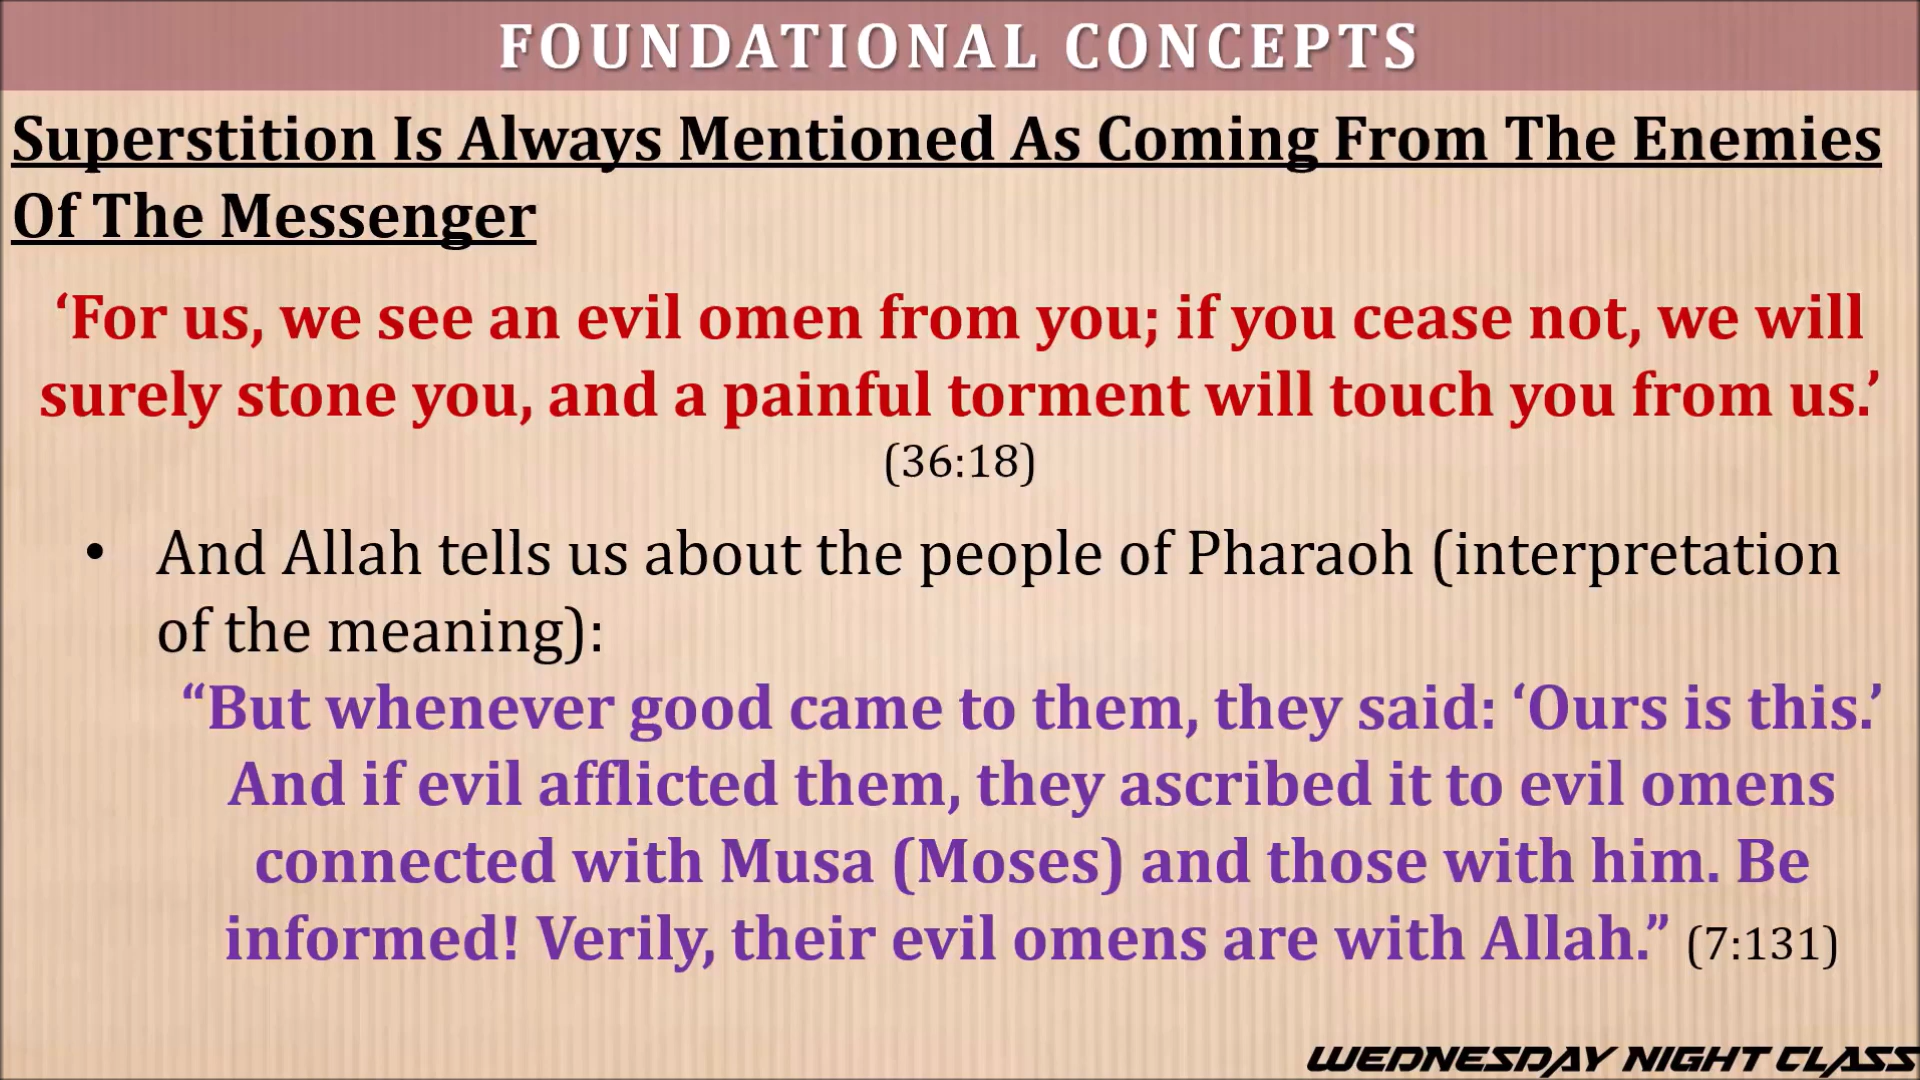 FOUNDATIONAL CONCEPTS
Superstition Is Always Mentioned As Coming From The Enemies
Of The Messenger
‘For us, we see an evil omen from you; if you cease not, we will
surely stone you, and a painful torment will touch you from us.’
(36:18)
• And Allah tells us about the people of Pharaoh (interpretation
of the meaning):
“But whenever good came to them, they said: ‘Ours is this.’
And if evil afflicted them, they ascribed it to evil omens
connected with Musa (Moses) and those with him. Be
informed! Verily, their evil omens are with Allah.” (7:131)
WEDNESDAY NIGHT CLASS